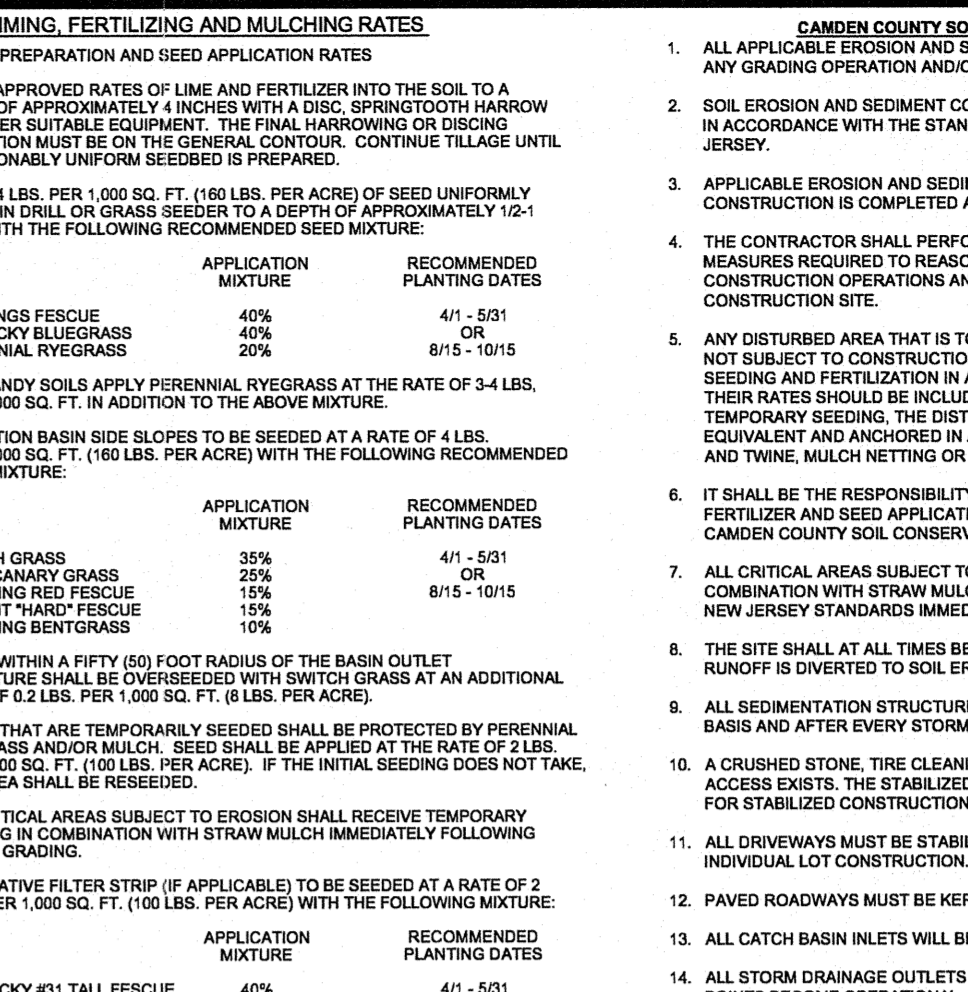 IMING, FERTILIZING AND MULCHING RATES
PREPARATION AND SEED APPLICATION RATES
APPROVED RATES OF LIME AND FERTILIZER INTO THE SOIL TO A
OF APPROXIMATELY 4 INCHES WITH A DISC, SPRINGTOOTH HARROW
ER SUITABLE EQUIPMENT. THE FINAL HARROWING OR DISCING
TION MUST BE ON THE GENERAL CONTOUR. CONTINUE TILLAGE UNTIL
ONABLY UNIFORM SEEDBED IS PREPARED.
4 LBS. PER 1,000 SQ. FT. (160 LBS. PER ACRE) OF SEED UNIFORMLY
IN DRILL OR GRASS SEEDER TO A DEPTH OF APPROXIMATELY 1/2-1
ITH THE FOLLOWING RECOMMENDED SEED MIXTURE:
APPLICATION RECOMMENDED
MIXTURE PLANTING DATES
NGS FESCUE 40% 4/1 - 5/31
CKY BLUEGRASS 40% OR
NIAL RYEGRASS 20% 8/15 - 10/15
ANDY SOILS APPLY PERENNIAL RYEGRASS AT THE RATE OF 3-4 LBS,
000 SQ. FT. IN ADDITION TO THE ABOVE MIXTURE.
TION BASIN SIDE SLOPES TO BE SEEDED AT A RATE OF 4 LBS.
000 SQ. FT. (160 LBS. PER ACRE) WITH THE FOLLOWING RECOMMENDED
MIXTURE:
APPLICATION RECOMMENDED
MIXTURE PLANTING DATES
H GRASS 35% 4/1 - 5/31
CANARY GRASS 25% OR
ING RED FESCUE 15% 8/15 - 10/15
IT "HARD" FESCUE 15%
ING BENTGRASS 10%
WITHIN A FIFTY (50) FOOT RADIUS OF THE BASIN OUTLET
TURE SHALL BE OVERSEEDED WITH SWITCH GRASS AT AN ADDITIONAL
F 0.2 LBS. PER 1,000 SQ. FT. (8 LBS. PER ACRE).
THAT ARE TEMPORARILY SEEDED SHALL BE PROTECTED BY PERENNIAL
ASS AND/OR MULCH. SEED SHALL BE APPLIED AT THE RATE OF 2 LBS.
00 SQ. FT. (100 LBS. PER ACRE). IF THE INITIAL SEEDING DOES NOT TAKE,
EA SHALL BE RESEEDED.
TICAL AREAS SUBJECT TO EROSION SHALL RECEIVE TEMPORARY
G IN COMBINATION WITH STRAW MULCH IMMEDIATELY FOLLOWING
GRADING.
ATIVE FILTER STRIP (IF APPLICABLE) TO BE SEEDED AT A RATE OF 2
ER 1,000 SQ. FT. (100 LBS. PER ACRE) WITH THE FOLLOWING MIXTURE:
APPLICATION RECOMMENDED
MIXTURE PLANTING DATES
CKY #31 TALL FESCUE 40% 4/1 - 5/31
CAMDEN COUNTY SO
1. ALL APPLICABLE EROSION AND S
ANY GRADING OPERATION AND/O
2. SOIL EROSION AND SEDIMENT CO
IN ACCORDANCE WITH THE STAN
JERSEY.
3. APPLICABLE EROSION AND SEDI
CONSTRUCTION IS COMPLETED A
4. THE CONTRACTOR SHALL PERFO
MEASURES REQUIRED TO REASO
CONSTRUCTION OPERATIONS AN
CONSTRUCTION SITE.
5. ANY DISTURBED AREA THAT IS TO
NOT SUBJECT TO CONSTRUCTIO
SEEDING AND FERTILIZATION IN A
THEIR RATES SHOULD BE INCLUD
TEMPORARY SEEDING, THE DIST
EQUIVALENT AND ANCHORED IN
AND TWINE, MULCH NETTING OR
6. IT SHALL BE THE RESPONSIBILITY
FERTILIZER AND SEED APPLICATI
CAMDEN COUNTY SOIL CONSERV
7. ALL CRITICAL AREAS SUBJECT TO
COMBINATION WITH STRAW MULC
NEW JERSEY STANDARDS IMMED
8. THE SITE SHALL AT ALL TIMES BE
RUNOFF IS DIVERTED TO SOIL ER
9. ALL SEDIMENTATION STRUCTURE
BASIS AND AFTER EVERY STORM
10. A CRUSHED STONE, TIRE CLEANI
ACCESS EXISTS. THE STABILIZED
FOR STABILIZED CONSTRUCTION
11. ALL DRIVEWAYS MUST BE STABIL
INDIVIDUAL LOT CONSTRUCTION.
12. PAVED ROADWAYS MUST BE KEP
13. ALL CATCH BASIN INLETS WILL BE
14. ALL STORM DRAINAGE OUTLETS